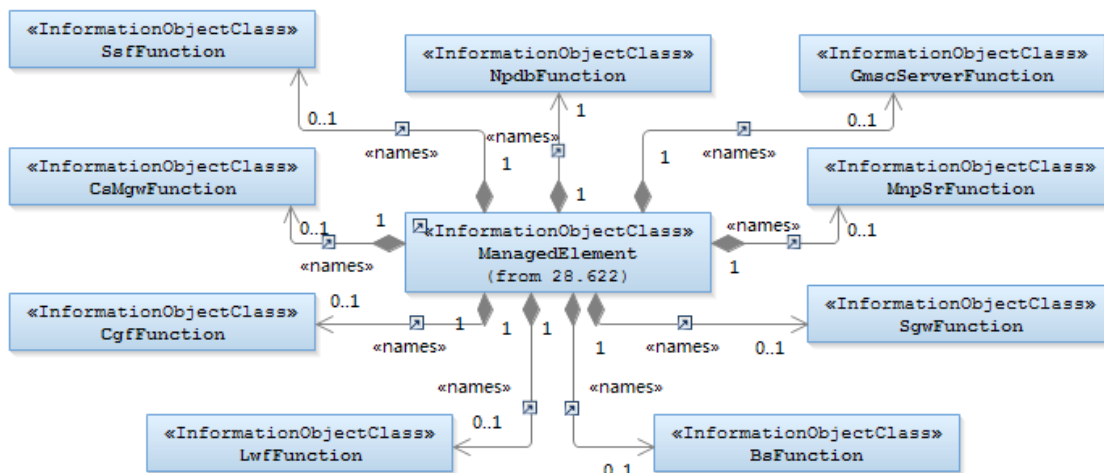 «InformationObjectClass»
SsfFunction
«InformationObjectClass»
NpdbFunction
«InformationObjectClass»
GmscServerFunction
0..1
«names»
1
1
«names»
1
0..1
«names»
1
«InformationObjectClass»
CsMgwFunction
«InformationObjectClass»
MnpSrFunction
0..1
1
«names»
«InformationObjectClass»
ManagedElement
(from 28.622)
«names»
1
0..1
«InformationObjectClass»
CgfFunction
0..1
1
«names»
«InformationObjectClass»
SgwFunction
1
«names»
0..1
1
«names»
0..1
1
«names»
0..1
«InformationObjectClass»
LwfFunction
«InformationObjectClass»
BsFunction